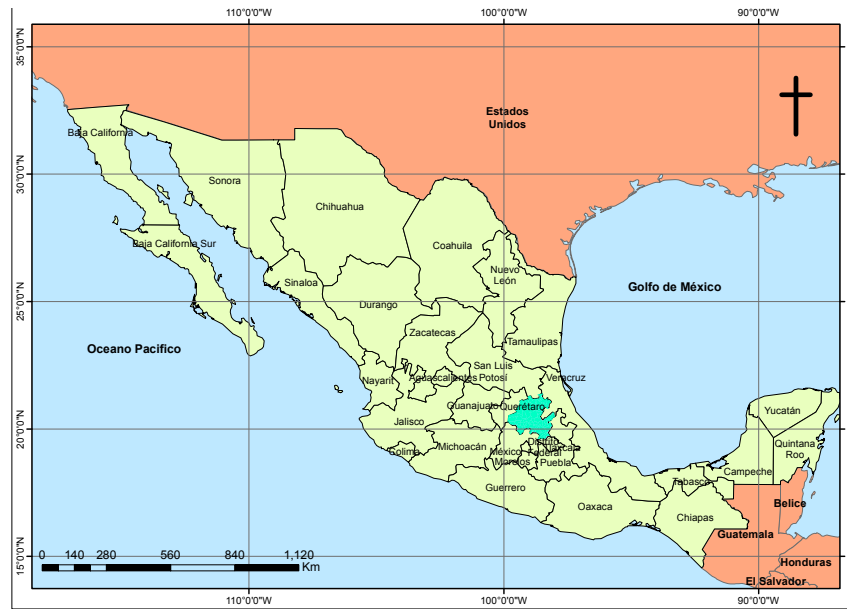 110°0'0"W 100°0'0"W 90°0'0"W
35°0'0"N
30°0'0"N
25°0'0"N
20°0'0"N
15°0'0"N
Estados
Unidos
Baja California
Sonora
Chihuahua
Coahuila
Baja California Sur
Nuevo
León
Sinaloa
Golfo de México
Durango
Zacatecas
Tamaulipas
Oceano Pacifico
San Luis
Potosí
Nayarit
Aguascalientes
Veracruz
Guanajuato
Querétaro
Yucatán
Jalisco
Quintana
Roo
Michoacán
Colima
México
Distrito
Federal
Tlaxcala
Morelos
Puebla
Campeche
Tabasco
Guerrero
Oaxaca
Chiapas
Belice
Guatemala
Honduras
El Salvador
0 140 280 560 840 1,120
Km
110°0'0"W 100°0'0"W 90°0'0"W